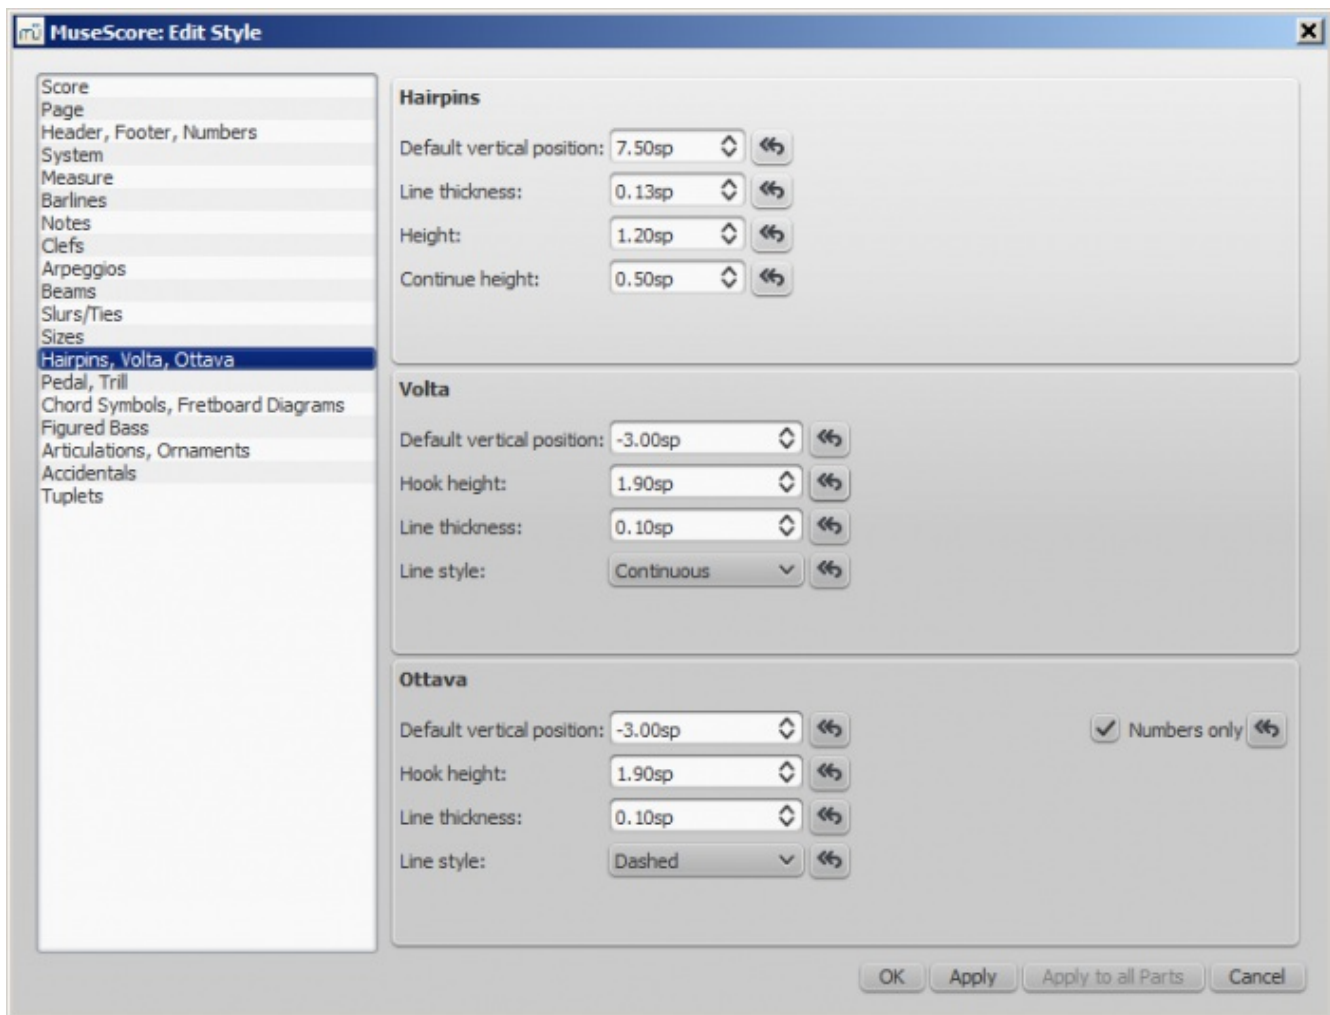 mü MuseScore: Edit Style
Score
Page
Header, Footer, Numbers
System
Measure
Barlines
Notes
Clefs
Arpeggios
Beams
Slurs/Ties
Sizes
Hairpins, Volta, Ottava
Pedal, Trill
Chord Symbols, Fretboard Diagrams
Figured Bass
Articulations, Ornaments
Accidentals
Tuplets
Hairpins
Default vertical position: 7.50sp
Line thickness: 0.13sp
Height: 1.20sp
Continue height: 0.50sp
Volta
Default vertical position: -3.00sp
Hook height: 1.90sp
Line thickness: 0.10sp
Line style: Continuous
Ottava
Default vertical position: -3.00sp Numbers only
Hook height: 1.90sp
Line thickness: 0.10sp
Line style: Dashed
OK Apply Apply to all Parts Cancel